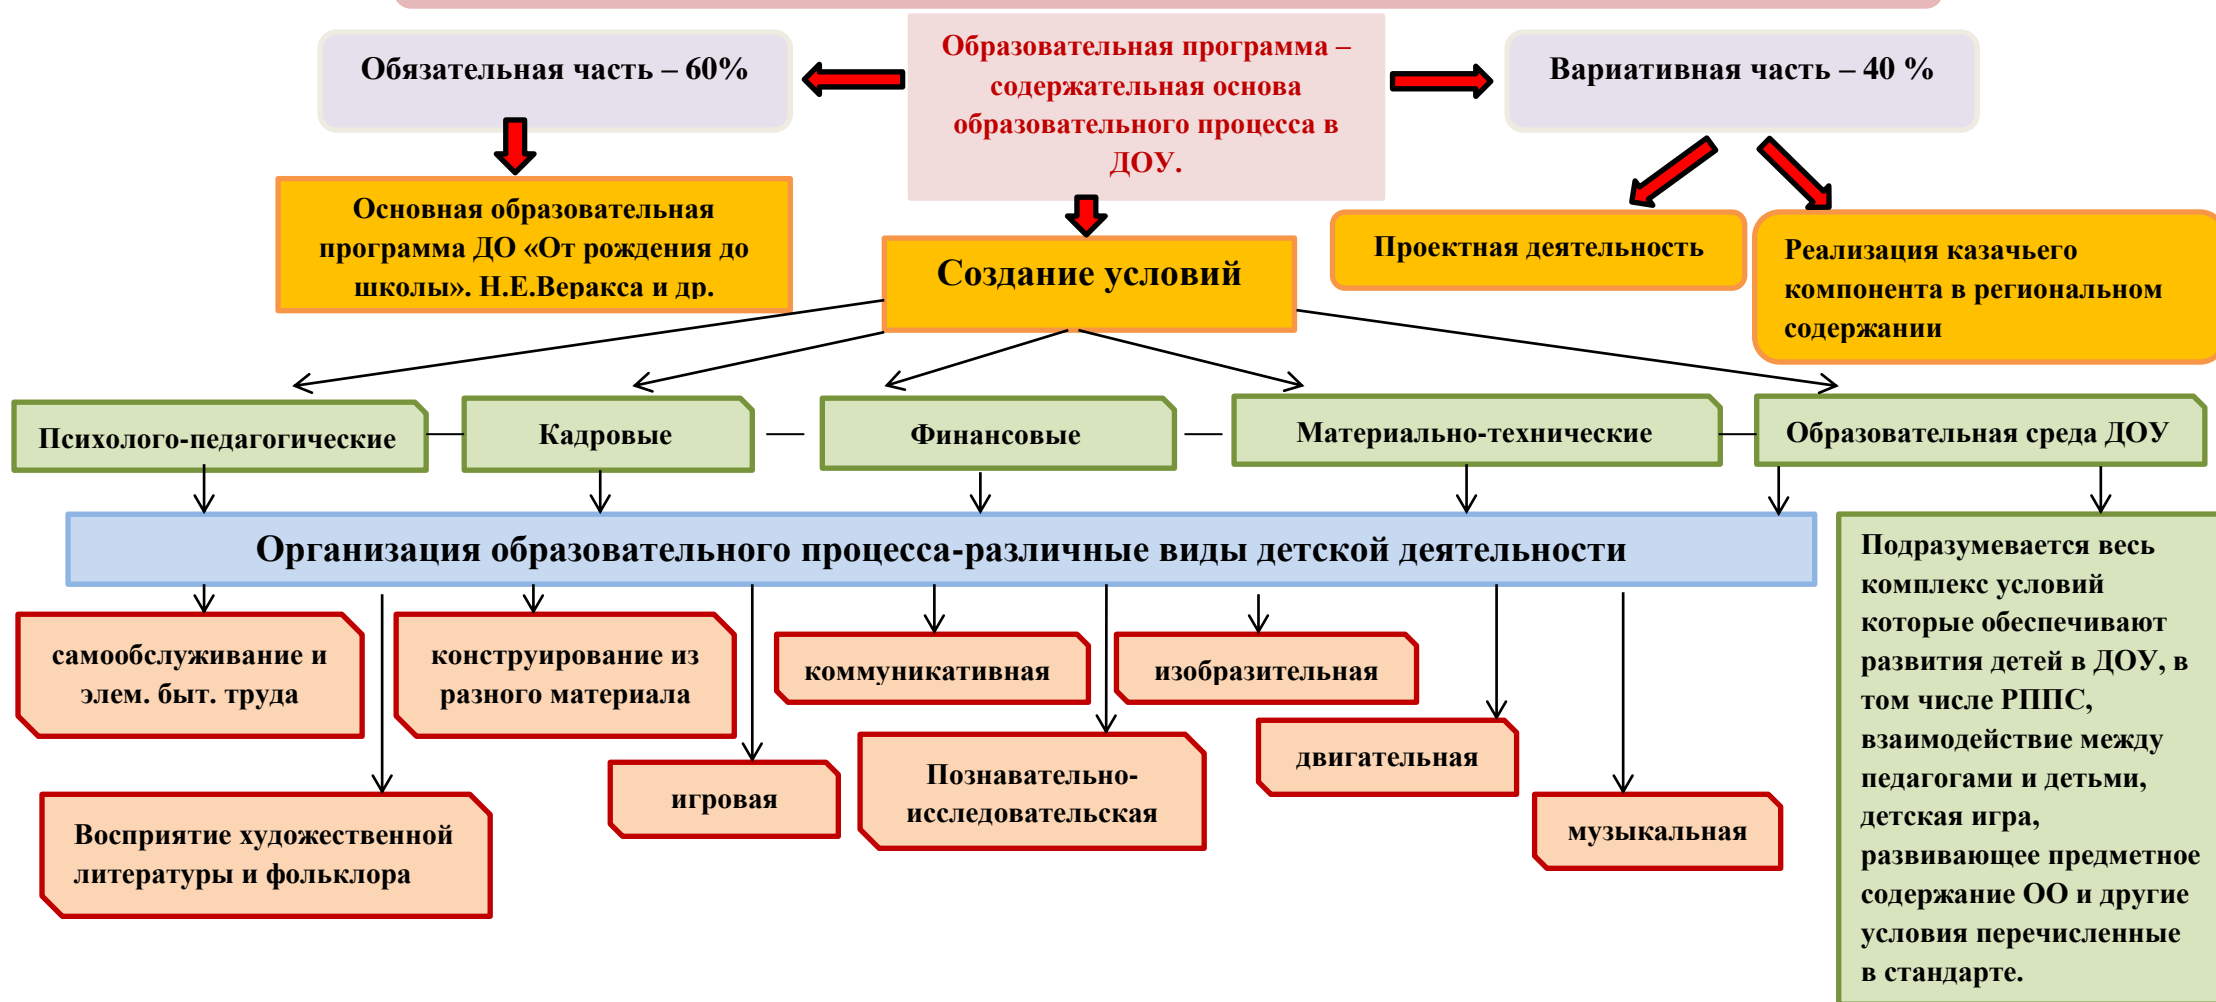 Обязательная часть – 60%
Образовательная программа –
содержательная основа
образовательного процесса в
ДОУ.
Вариативная часть – 40 %
Основная образовательная
программа ДО «От рождения до
школы». Н.Е.Веракса и др.
Создание условий
Проектная деятельность
Реализация казачьего
компонента в региональном
содержании
Психолого-педагогические
Кадровые
Финансовые
Материально-технические
Образовательная среда ДОУ
Организация образовательного процесса-различные виды детской деятельности
самообслуживание и
элем. быт. труда
конструирование из
разного материала
коммуникативная
изобразительная
Восприятие художественной
литературы и фольклора
игровая
Познавательно-
исследовательская
двигательная
музыкальная
Подразумевается весь
комплекс условий
которые обеспечивают
развития детей в ДОУ, в
том числе РППС,
взаимодействие между
педагогами и детьми,
детская игра,
развивающее предметное
содержание ОО и другие
условия перечисленные
в стандарте.